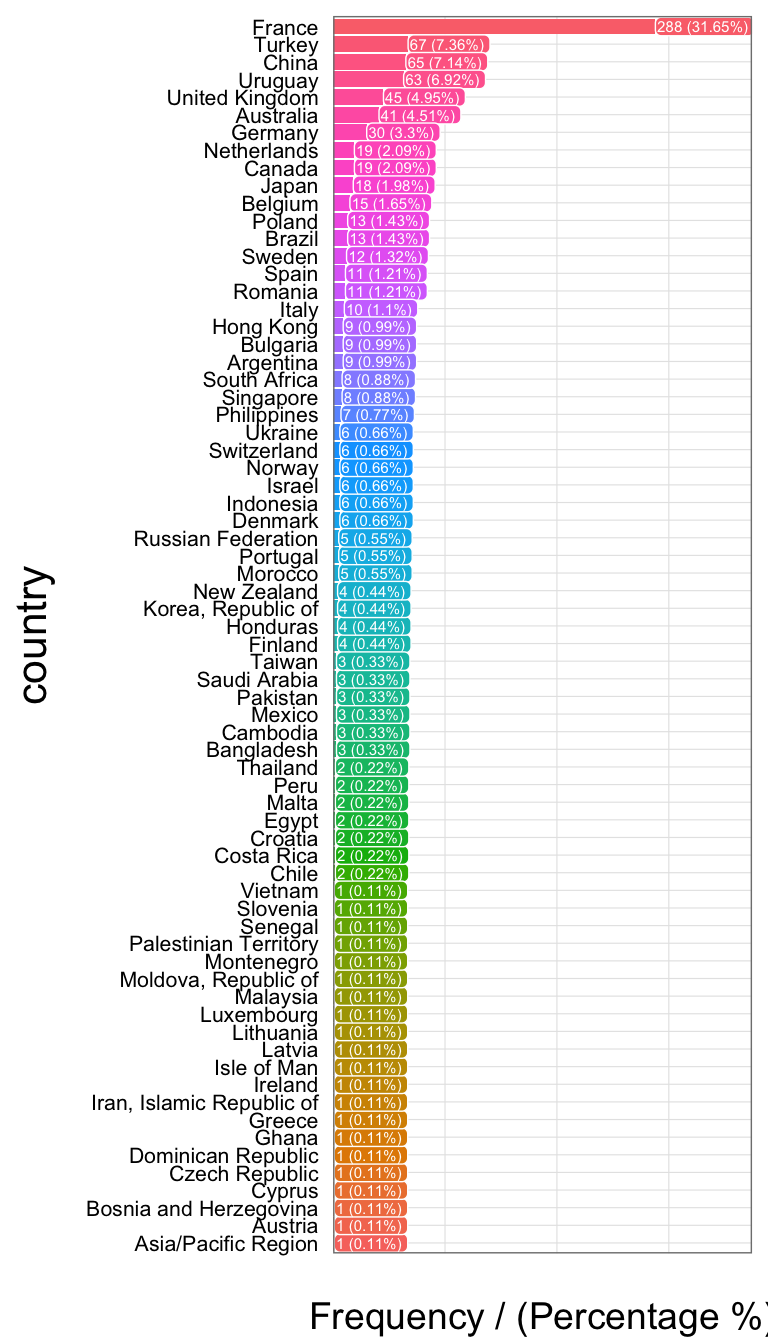 France 288 (31.65%)
Turkey 67 (7.36%)
China 65 (7.14%)
Uruguay 63 (6.92%)
United Kingdom 45 (4.95%)
Australia 41 (4.51%)
Germany 30 (3.3%)
Netherlands 19 (2.09%)
Canada 19 (2.09%)
Japan 18 (1.98%)
Belgium 15 (1.65%)
Poland 13 (1.43%)
Brazil 13 (1.43%)
Sweden 12 (1.32%)
Spain 11 (1.21%)
Romania 11 (1.21%)
Italy 10 (1.1%)
Hong Kong 9 (0.99%)
Bulgaria 9 (0.99%)
Argentina 9 (0.99%)
South Africa 8 (0.88%)
Singapore 8 (0.88%)
Philippines 7 (0.77%)
Ukraine 6 (0.66%)
Switzerland 6 (0.66%)
Norway 6 (0.66%)
Israel 6 (0.66%)
Indonesia 6 (0.66%)
Denmark 6 (0.66%)
Russian Federation 5 (0.55%)
Portugal 5 (0.55%)
Morocco 5 (0.55%)
New Zealand 4 (0.44%)
Korea, Republic of 4 (0.44%)
Honduras 4 (0.44%)
Finland 4 (0.44%)
Taiwan 3 (0.33%)
Saudi Arabia 3 (0.33%)
Pakistan 3 (0.33%)
Mexico 3 (0.33%)
Cambodia 3 (0.33%)
Bangladesh 3 (0.33%)
Thailand 2 (0.22%)
Peru 2 (0.22%)
Malta 2 (0.22%)
Egypt 2 (0.22%)
Croatia 2 (0.22%)
Costa Rica 2 (0.22%)
Chile 2 (0.22%)
Vietnam 1 (0.11%)
Slovenia 1 (0.11%)
Senegal 1 (0.11%)
Palestinian Territory 1 (0.11%)
Montenegro 1 (0.11%)
Moldova, Republic of 1 (0.11%)
Malaysia 1 (0.11%)
Luxembourg 1 (0.11%)
Lithuania 1 (0.11%)
Latvia 1 (0.11%)
Isle of Man 1 (0.11%)
Ireland 1 (0.11%)
Iran, Islamic Republic of 1 (0.11%)
Greece 1 (0.11%)
Ghana 1 (0.11%)
Dominican Republic 1 (0.11%)
Czech Republic 1 (0.11%)
Cyprus 1 (0.11%)
Bosnia and Herzegovina 1 (0.11%)
Austria 1 (0.11%)
Asia/Pacific Region 1 (0.11%)
country
Frequency / (Percentage %)